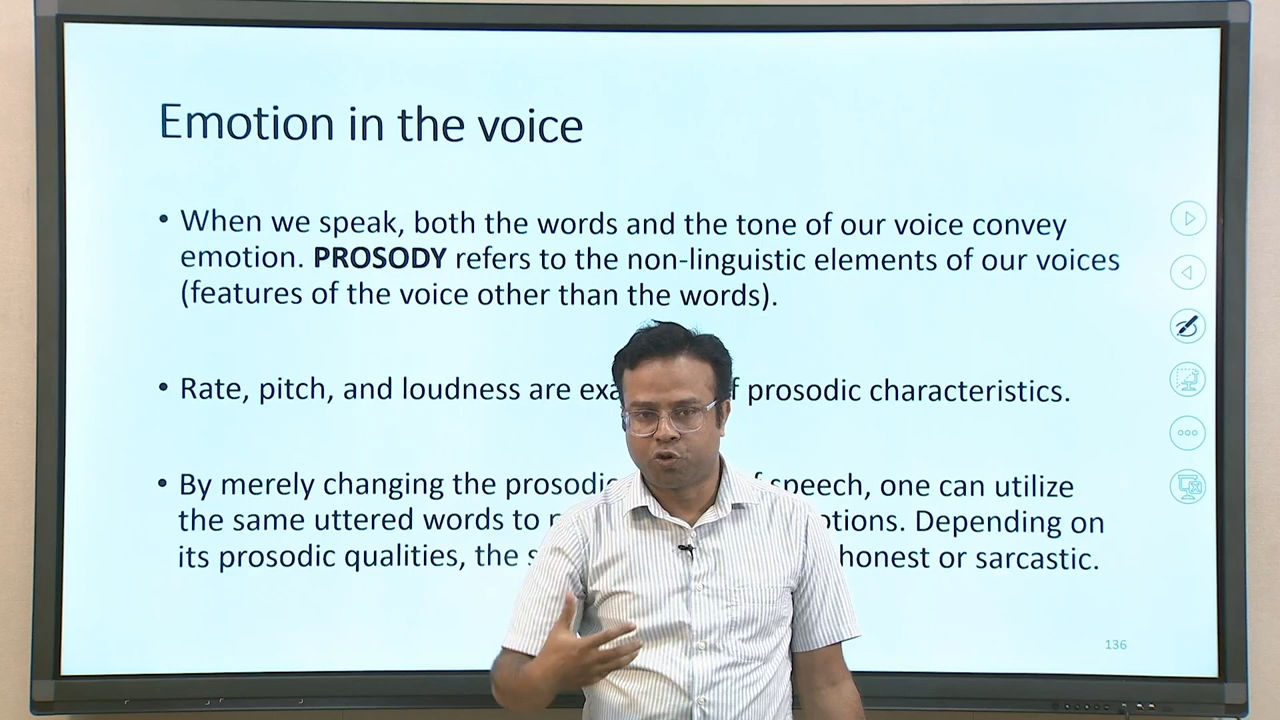 Emotion in the voice
• When we speak, both the words and the tone of our voice convey
emotion. PROSODY refers to the non-linguistic elements of our voices
(features of the voice other than the words).
• Rate, pitch, and loudness are prosodic characteristics.
• By merely changing the speech, one can utilize
the same uttered words to Depending on
its prosodic qualities, the honest or sarcastic.
136